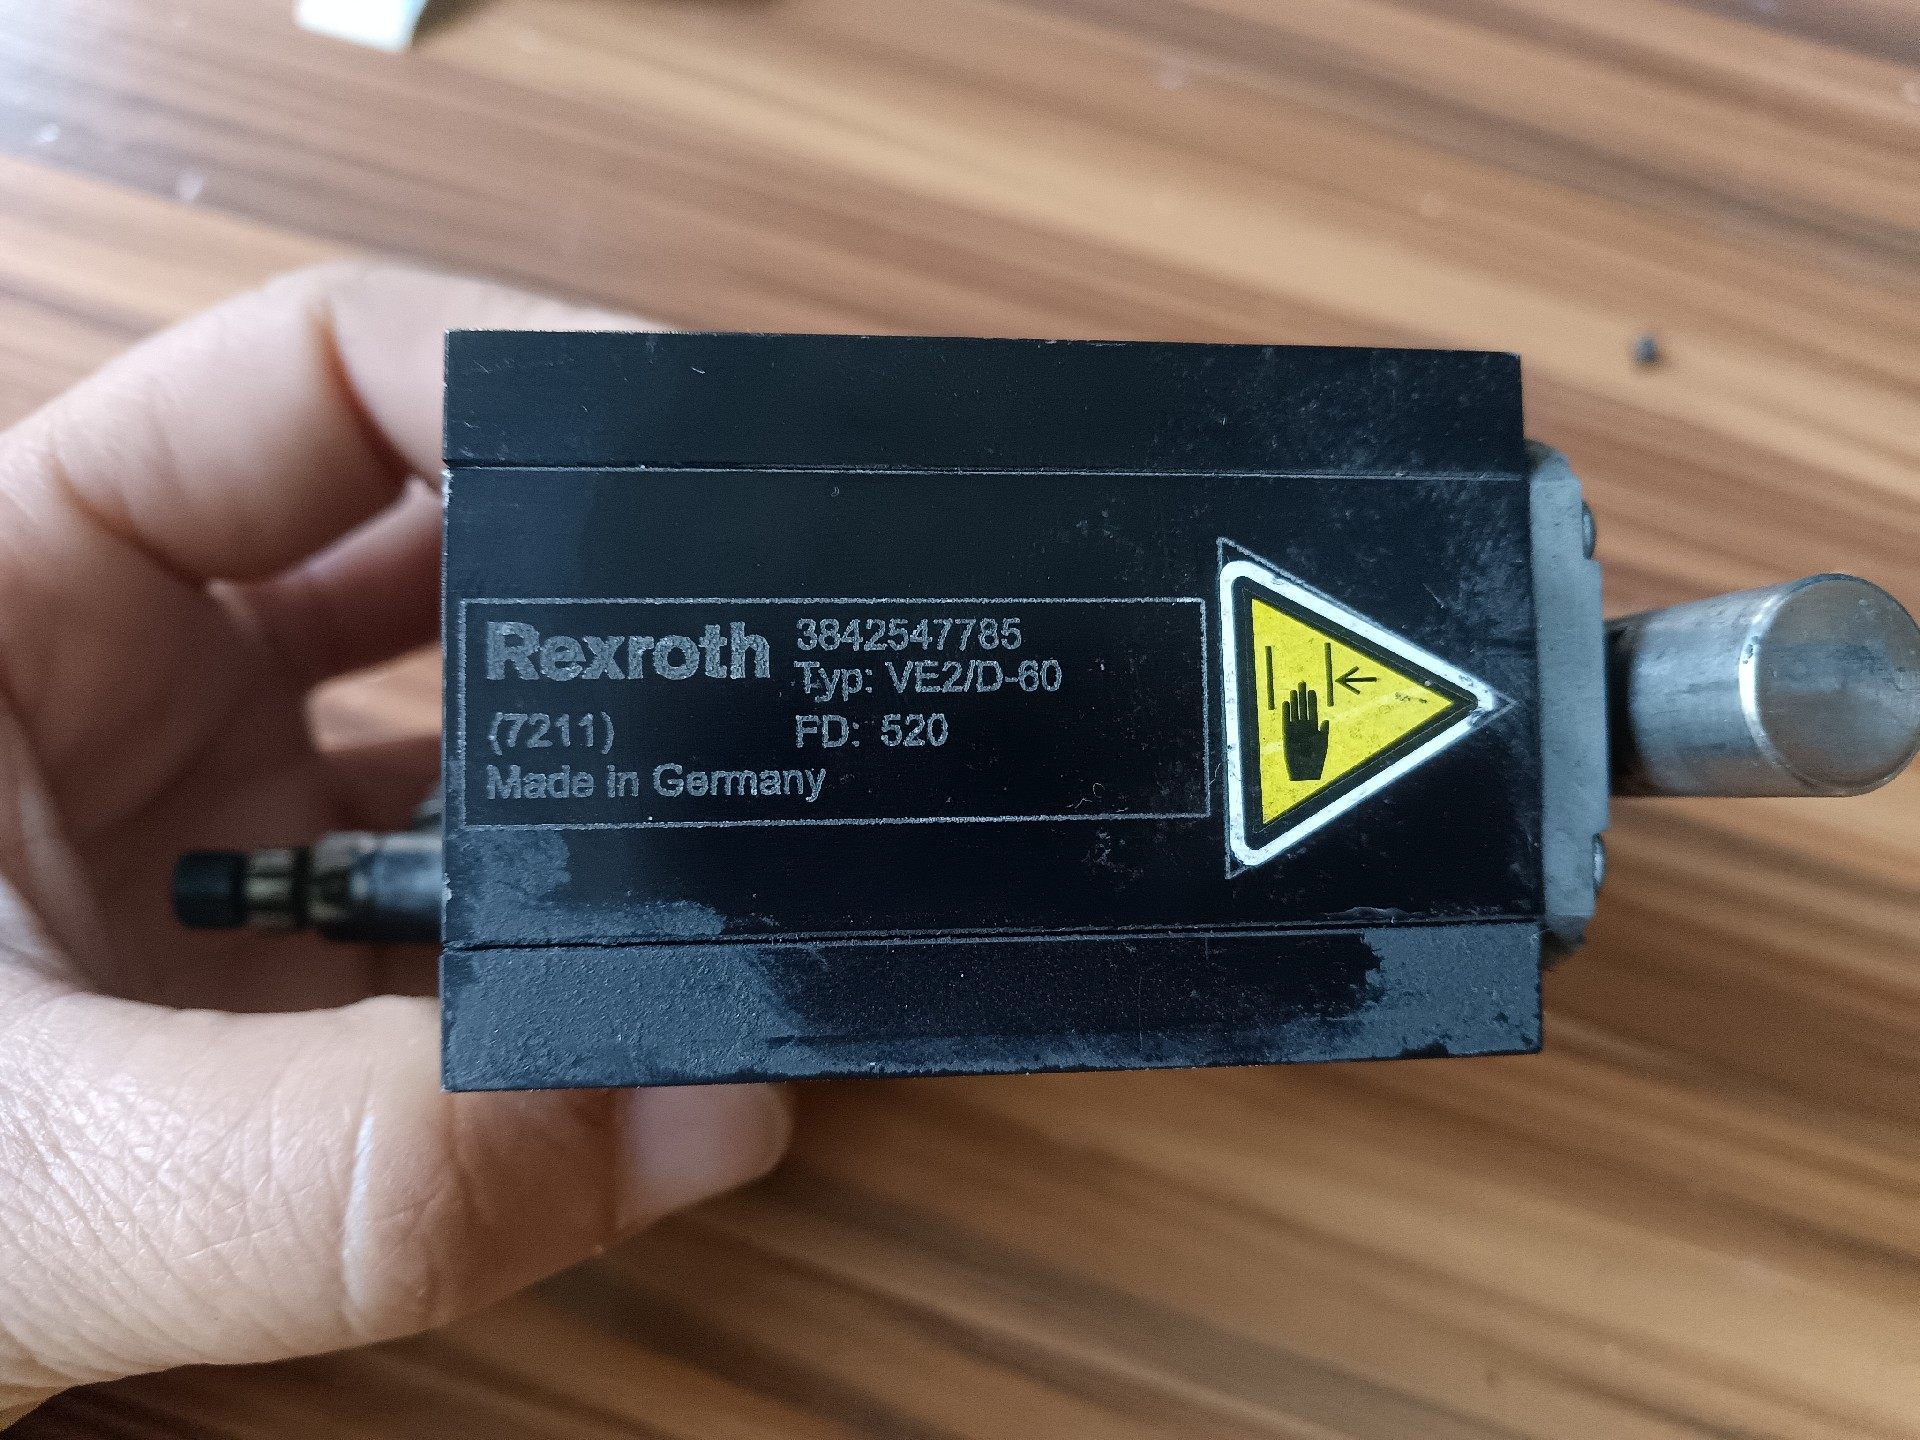 Rexroth 3842547785
Typ: VE2/D-60
(7211) FD: 520
Made in Germany